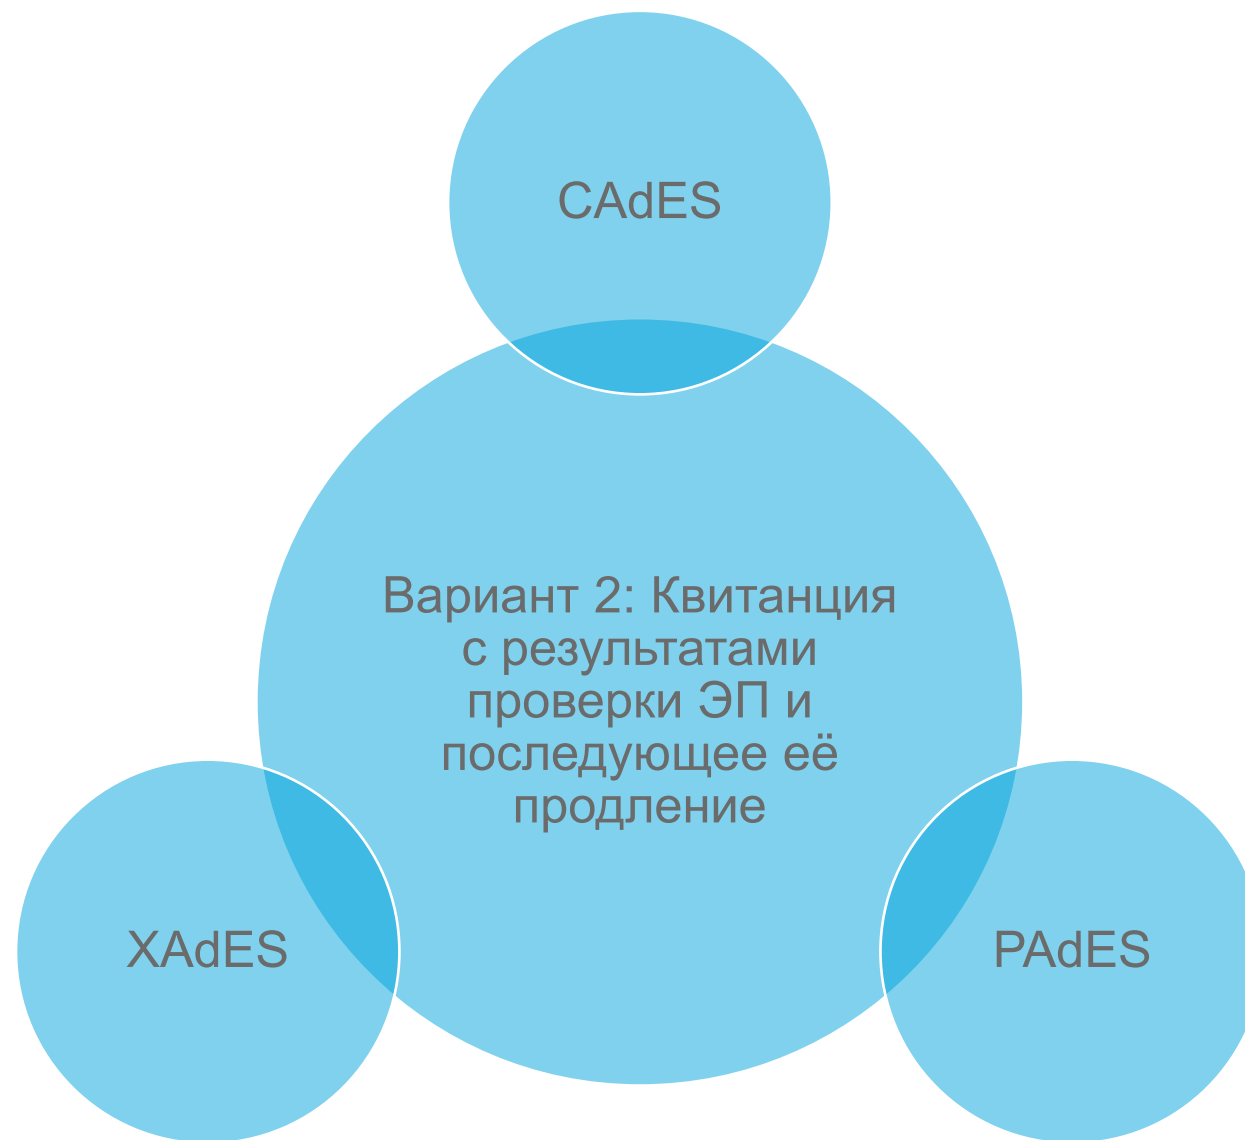 CAdES
Вариант 2: Квитанция
с результатами
проверки ЭП и
последующее её
продление
XAdES
PAdES